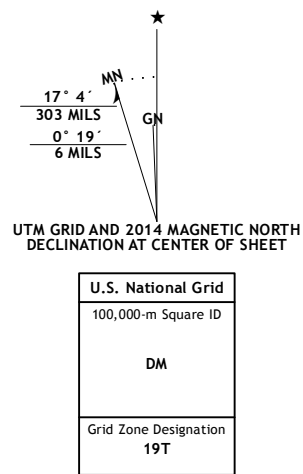 ★
MN
GN
17° 4´
303 MILS
0° 19´
6 MILS
UTM GRID AND 2014 MAGNETIC NORTH
DECLINATION AT CENTER OF SHEET
U.S. National Grid
100,000-m Square ID
DM
Grid Zone Designation
19T